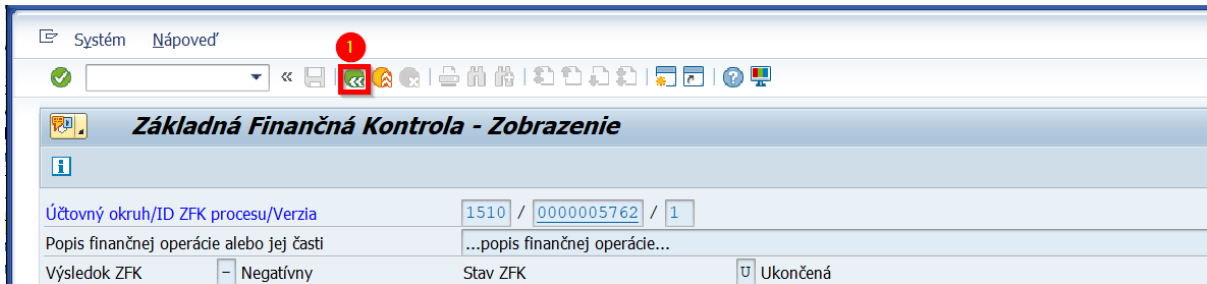 Systém Nápoveď
1
Základná Finančná Kontrola - Zobrazenie
Účtovný okruh/ID ZFK procesu/Verzia 1510 / 0000005762 / 1
Popis finančnej operácie alebo jej časti ...popis finančnej operácie...
Výsledok ZFK - Negatívny Stav ZFK U Ukončená